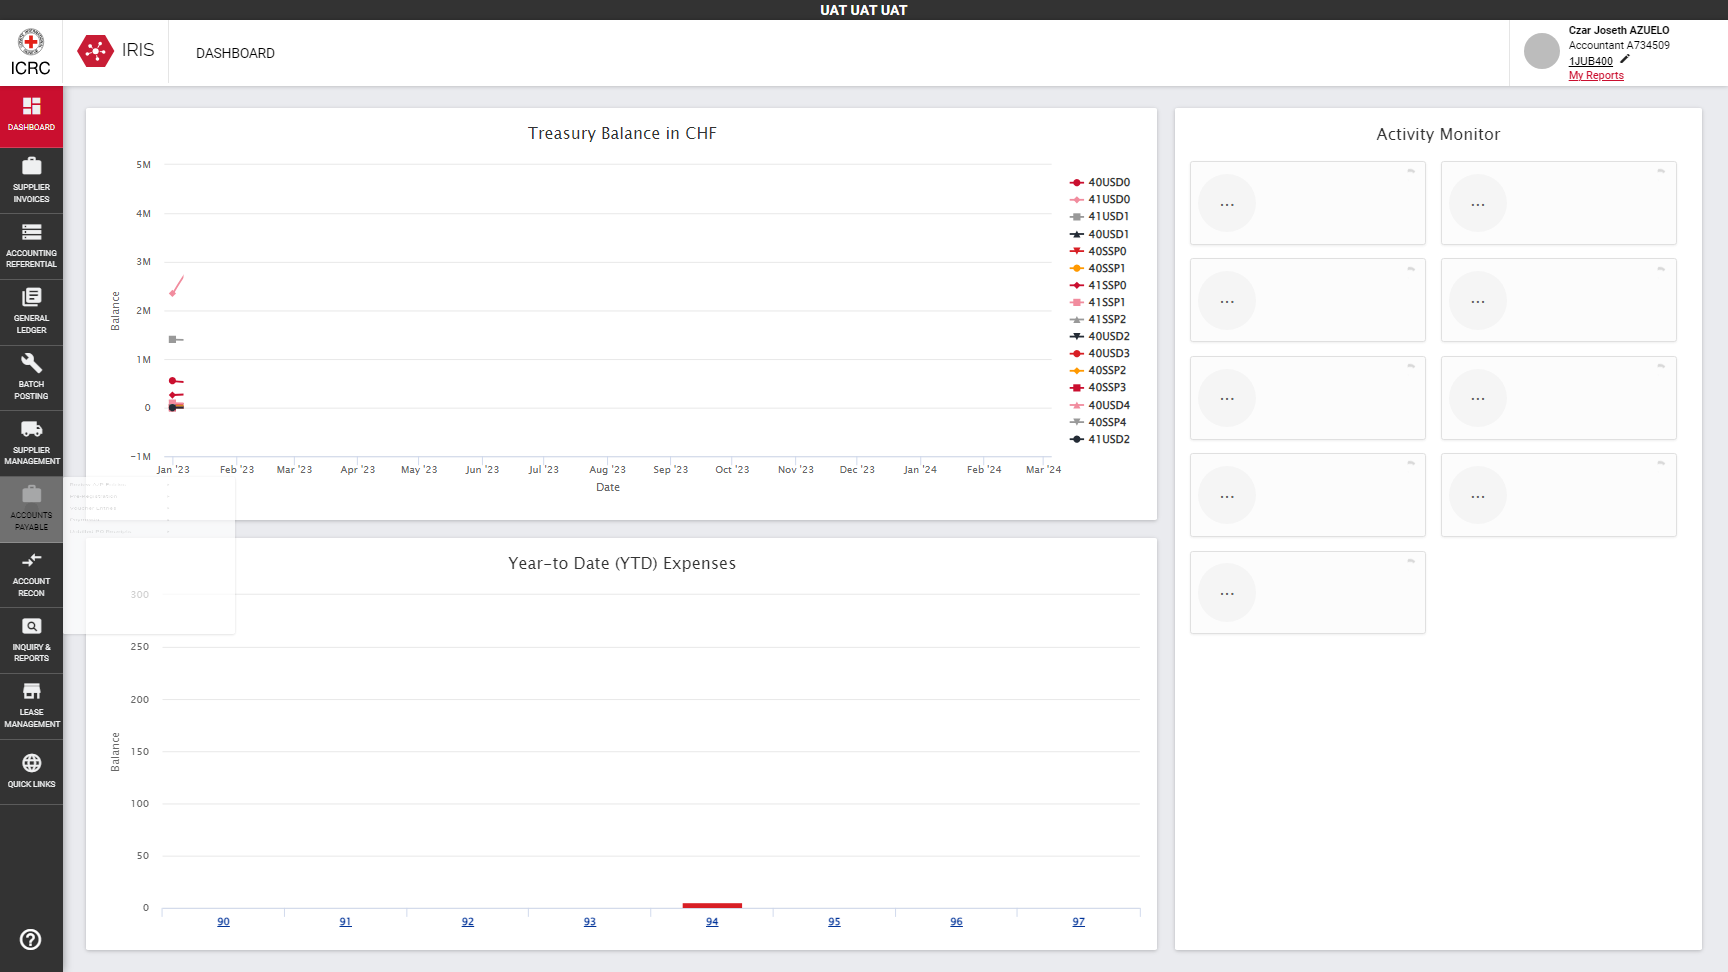 UAT UAT UAT
ICRC
IRIS
DASHBOARD
Czar Joseth AZUELO
Accountant A734509
1JUB400
My Reports
DASHBOARD
SUPPLIER
INVOICES
ACCOUNTING
REFERENTIAL
GENERAL
LEDGER
BATCH
POSTING
SUPPLIER
MANAGEMENT
ACCOUNTS
PAYABLE
ACCOUNT
RECON
INQUIRY &
REPORTS
LEASE
MANAGEMENT
QUICK LINKS
Treasury Balance in CHF
5M
4M
3M
2M
1M
0
−1M
Balance
Jan '23 Feb '23 Mar '23 Apr '23 May '23 Jun '23 Jul '23 Aug '23 Sep '23 Oct '23 Nov '23 Dec '23 Jan '24 Feb '24 Mar '24
Date
40USD0
41USD0
41USD1
40USD1
40SSP0
40SSP1
41SSP0
41SSP1
41SSP2
40USD2
40USD3
40SSP2
40SSP3
40USD4
40SSP4
41USD2
Year-to Date (YTD) Expenses
300
250
200
150
100
50
0
Balance
90 91 92 93 94 95 96 97
Activity Monitor
... ...
... ...
... ...
... ...
...